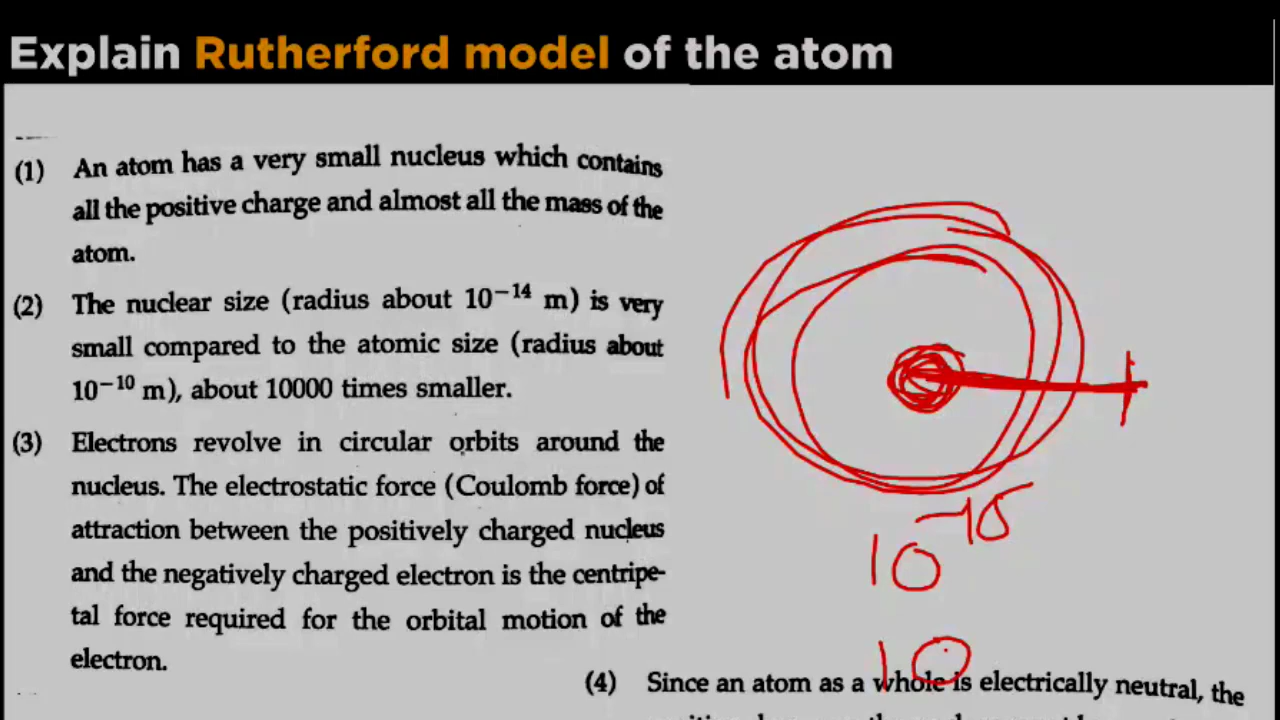 Explain Rutherford model of the atom
(1) An atom has a very small nucleus which contains
all the positive charge and almost all the mass of the
atom.
(2) The nuclear size (radius about 10⁻¹⁴ m) is very
small compared to the atomic size (radius about
10⁻¹⁰ m), about 10000 times smaller.
(3) Electrons revolve in circular orbits around the
nucleus. The electrostatic force (Coulomb force) of
attraction between the positively charged nucleus
and the negatively charged electron is the centripe-
tal force required for the orbital motion of the
electron.
10⁻¹⁵
10
(4) Since an atom as a whole is electrically neutral, the